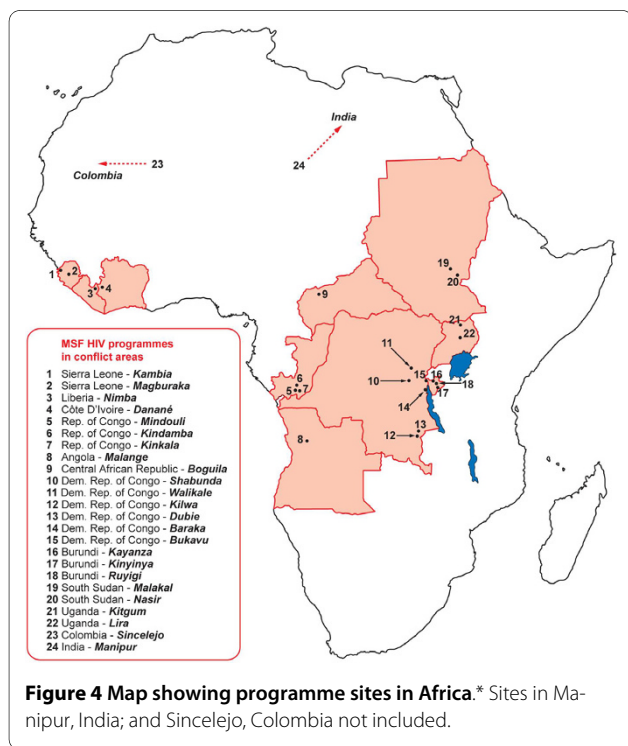 India
23
24
Colombia
19
20
1
2
3
4
9
21
22
MSF HIV programmes
in conflict areas
1 Sierra Leone - Kambia
2 Sierra Leone - Magburaka
3 Liberia - Nimba
4 Côte D'Ivoire - Danané
5 Rep. of Congo - Mindouli
6 Rep. of Congo - Kindamba
7 Rep. of Congo - Kinkala
8 Angola - Malange
9 Central African Republic - Boguila
10 Dem. Rep. of Congo - Shabunda
11 Dem. Rep. of Congo - Walikale
12 Dem. Rep. of Congo - Kilwa
13 Dem. Rep. of Congo - Dubie
14 Dem. Rep. of Congo - Baraka
15 Dem. Rep. of Congo - Bukavu
16 Burundi - Kayanza
17 Burundi - Kinyinya
18 Burundi - Ruyigi
19 South Sudan - Malakal
20 South Sudan - Nasir
21 Uganda - Kitgum
22 Uganda - Lira
23 Colombia - Sincelejo
24 India - Manipur
11
6
15
16
10
18
5
7
17
14
13
12
8
Figure 4 Map showing programme sites in Africa.* Sites in Ma-
nipur, India; and Sincelejo, Colombia not included.